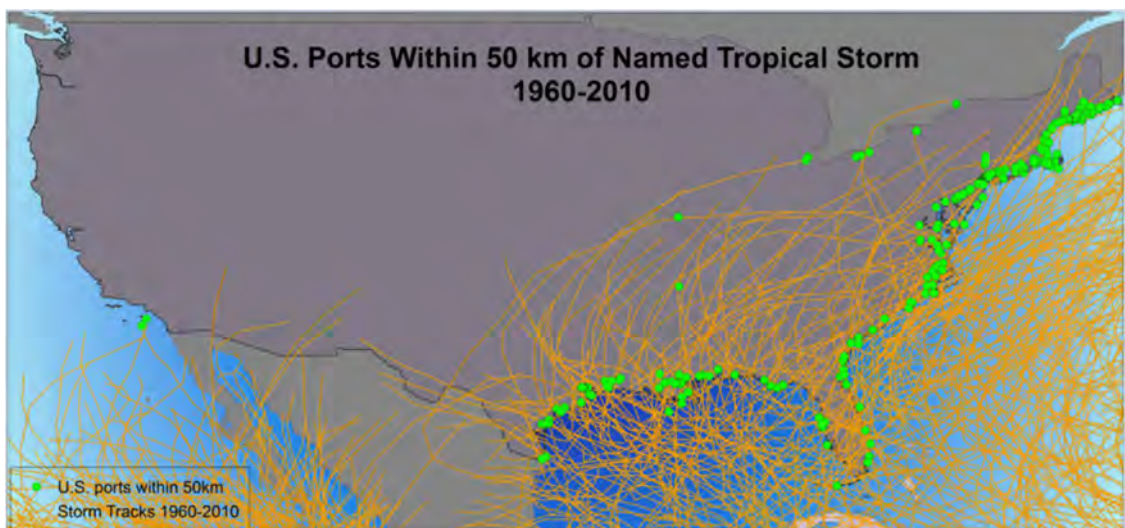 U.S. Ports Within 50 km of Named Tropical Storm
1960-2010
U.S. ports within 50km
Storm Tracks 1960-2010